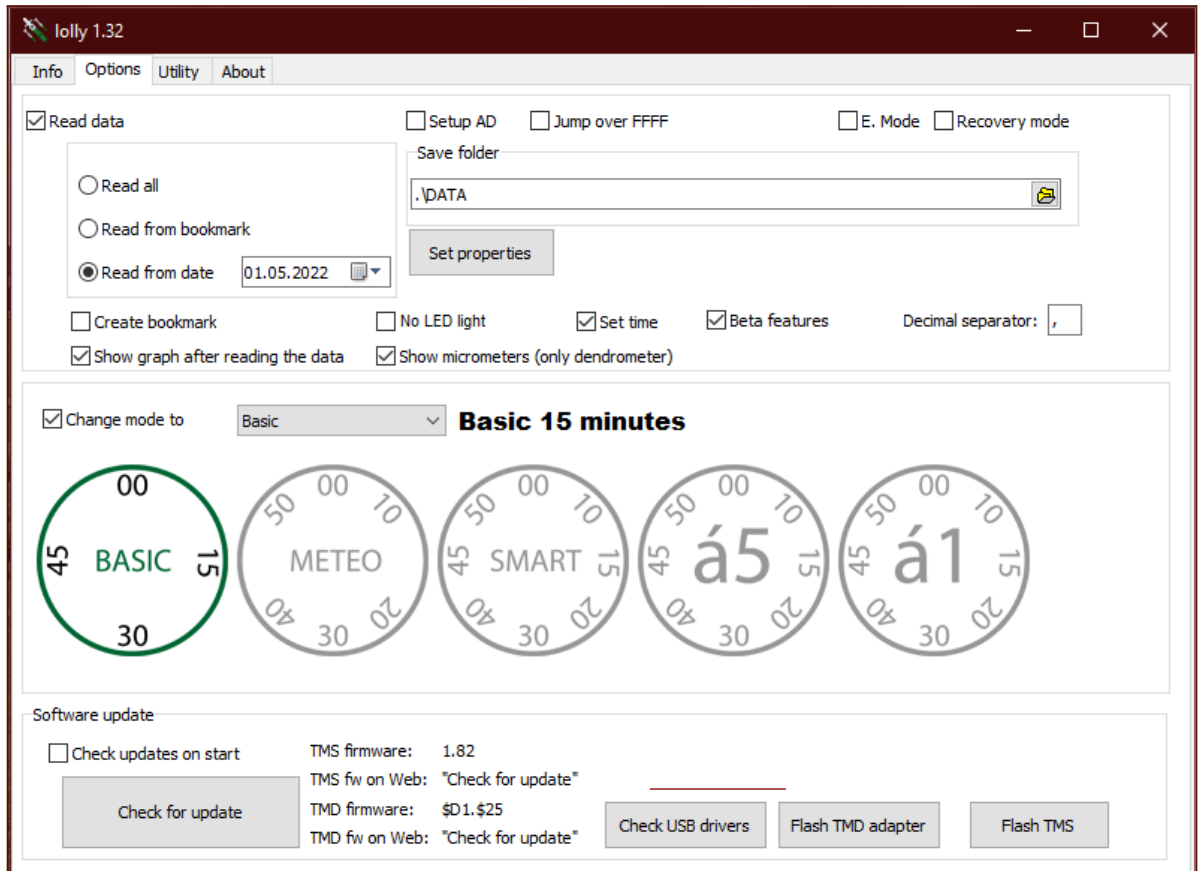 lolly 1.32
Info Options Utility About
Read data Setup AD Jump over FFFF E. Mode Recovery mode
Save folder
Read all .\DATA
Read from bookmark
Set properties
Read from date 01.05.2022
Create bookmark No LED light Set time Beta features Decimal separator: ,
Show graph after reading the data Show micrometers (only dendrometer)
Change mode to Basic Basic 15 minutes
00 15 30 45 BASIC
00 10 15 20 30 40 50 METEO
00 10 15 20 30 40 45 50 SMART
00 10 15 20 30 40 45 50 á5
00 10 15 20 30 40 45 50 á1
Software update
Check updates on start TMS firmware: 1.82
TMS fw on Web: "Check for update"
Check for update TMD firmware: $D1.$25
TMD fw on Web: "Check for update"
Check USB drivers Flash TMD adapter Flash TMS